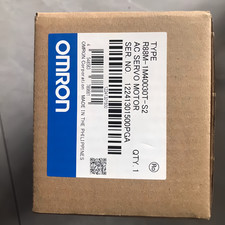 TYPE
R88M-1M40030T-S2
AC SERVO MOTOR QTY. 1
SER. NO.
OMRON
OMRON Corporation MADE IN THE PHILIPPINES